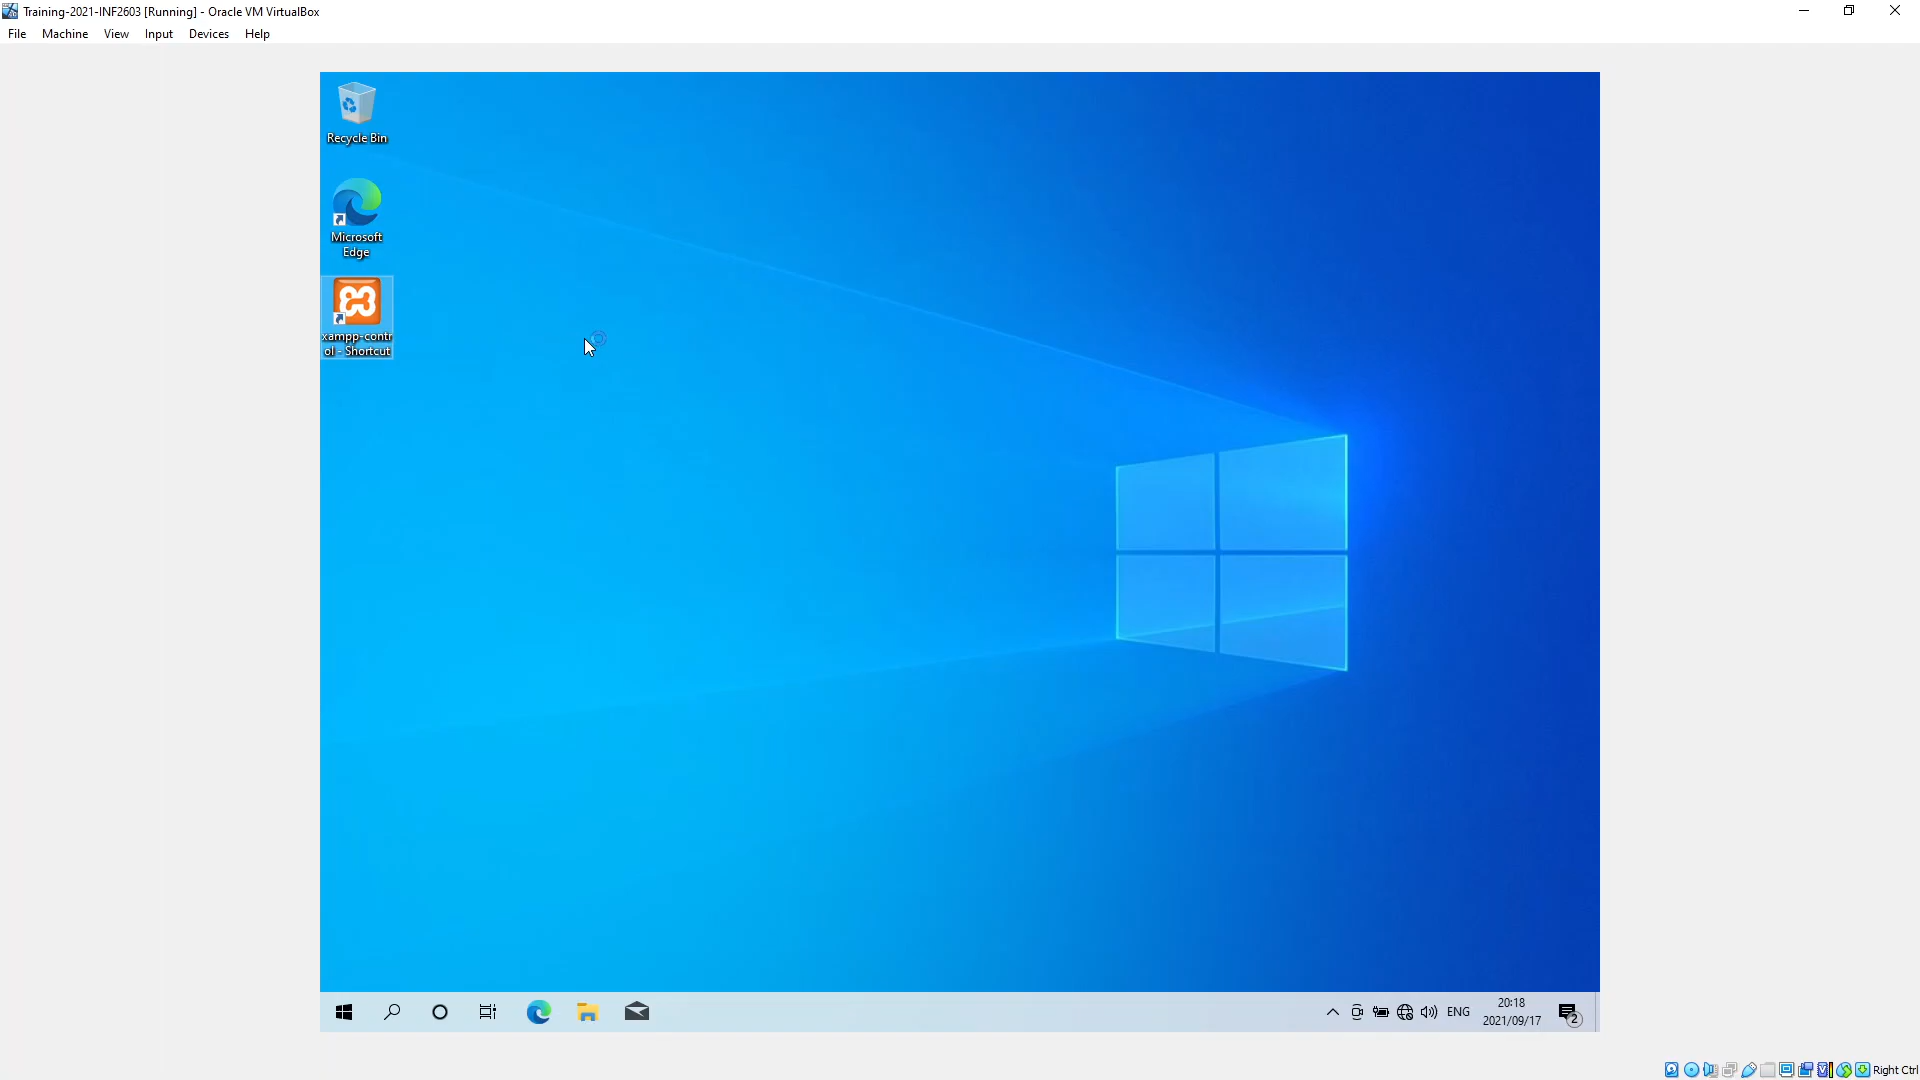 Training-2021-INF2603 [Running] - Oracle VM VirtualBox
File Machine View Input Devices Help
Recycle Bin
Microsoft
Edge
xampp-contr
ol - Shortcut
ENG
20:18
2021/09/17
2
Right Ctrl